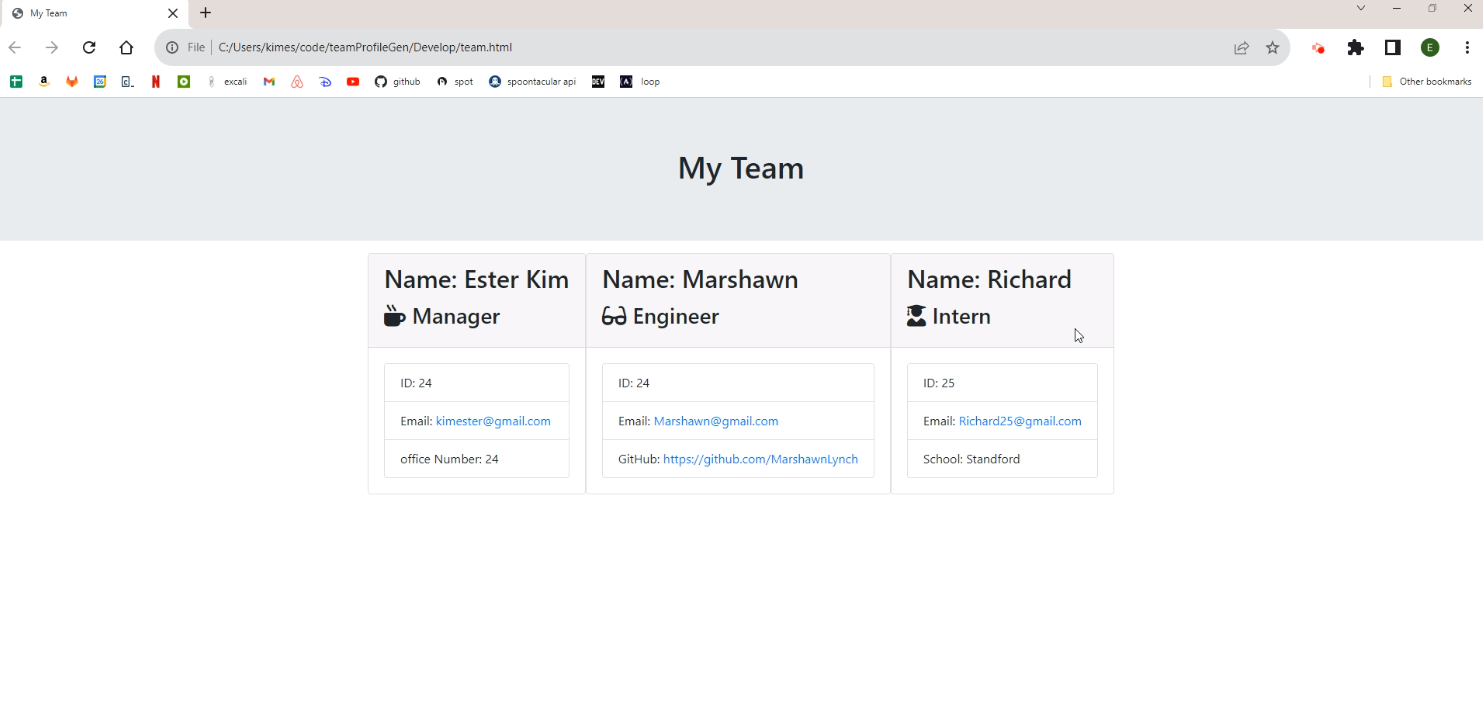 My Team
File C:/Users/kimes/code/teamProfileGen/Develop/team.html E
a 26 C_ N excali github spot spoontacular api DEV loop Other bookmarks
My Team
Name: Ester Kim
Manager
ID: 24
Email: kimester@gmail.com
office Number: 24
Name: Marshawn
Engineer
ID: 24
Email: Marshawn@gmail.com
GitHub: https://github.com/MarshawnLynch
Name: Richard
Intern
ID: 25
Email: Richard25@gmail.com
School: Standford